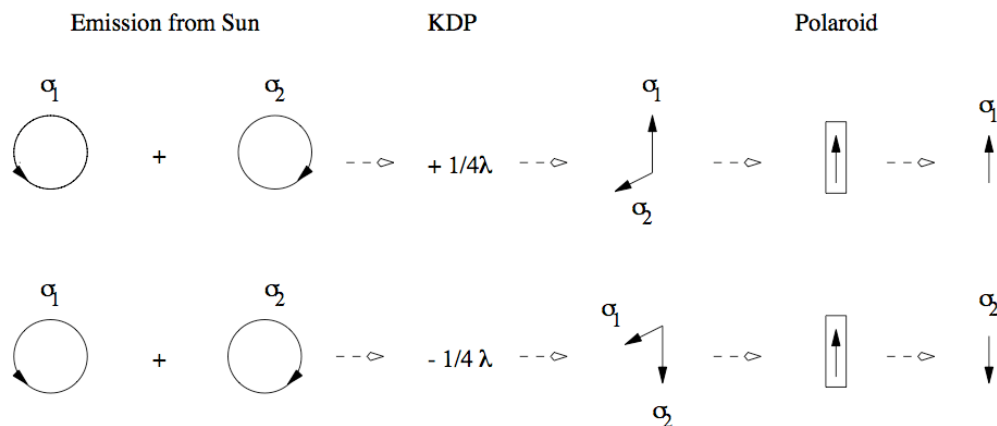 Emission from Sun KDP Polaroid
σ1 σ2 σ1 σ1
+ + 1/4λ
σ2
σ1 σ2 σ1 σ2
+ - 1/4 λ
σ2